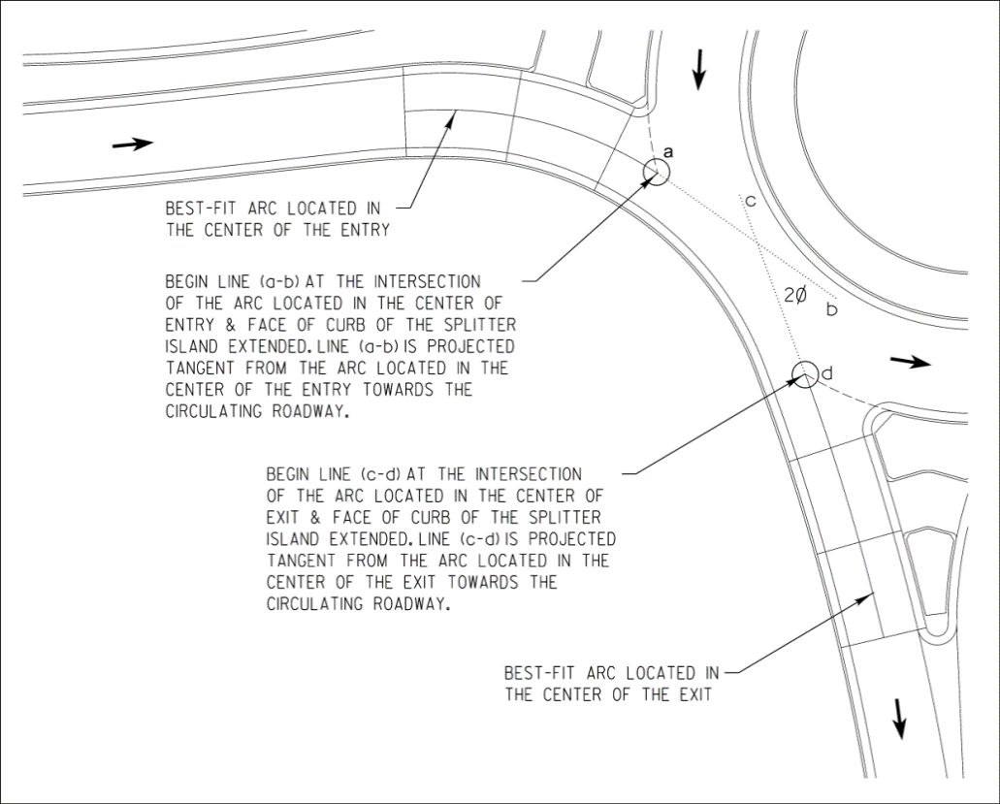 a
c
BEST-FIT ARC LOCATED IN
THE CENTER OF THE ENTRY
BEGIN LINE (a-b) AT THE INTERSECTION
OF THE ARC LOCATED IN THE CENTER OF
ENTRY & FACE OF CURB OF THE SPLITTER
ISLAND EXTENDED. LINE (a-b) IS PROJECTED
TANGENT FROM THE ARC LOCATED IN THE
CENTER OF THE ENTRY TOWARDS THE
CIRCULATING ROADWAY.
2Ø
b
d
BEGIN LINE (c-d) AT THE INTERSECTION
OF THE ARC LOCATED IN THE CENTER OF
EXIT & FACE OF CURB OF THE SPLITTER
ISLAND EXTENDED. LINE (c-d) IS PROJECTED
TANGENT FROM THE ARC LOCATED IN THE
CENTER OF THE EXIT TOWARDS THE
CIRCULATING ROADWAY.
BEST-FIT ARC LOCATED IN
THE CENTER OF THE EXIT